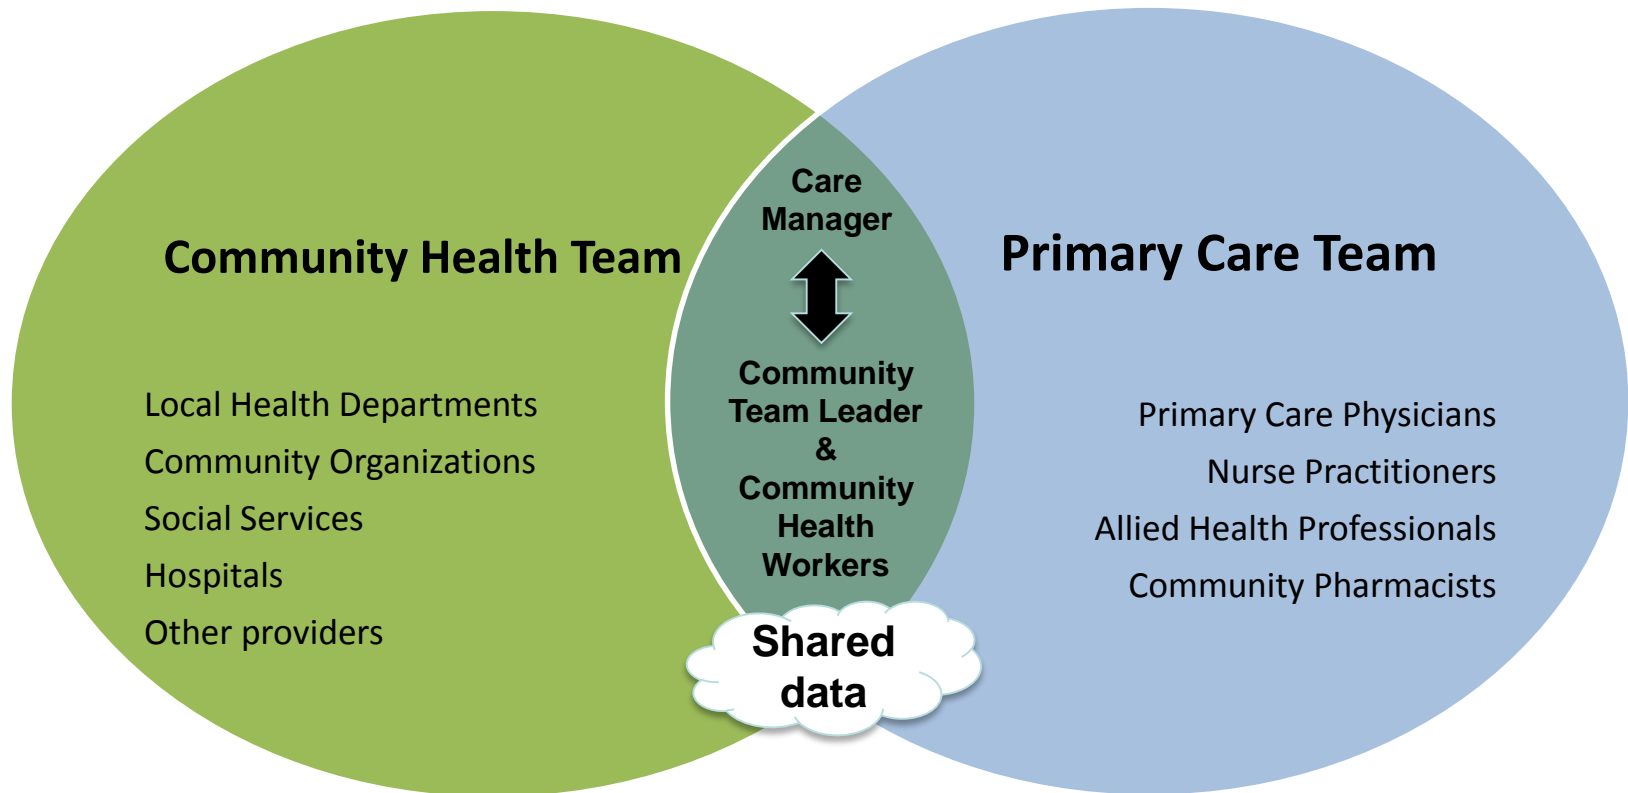 Community Health Team
Local Health Departments
Community Organizations
Social Services
Hospitals
Other providers
Care
Manager
Community
Team Leader
&
Community
Health
Workers
Shared
data
Primary Care Team
Primary Care Physicians
Nurse Practitioners
Allied Health Professionals
Community Pharmacists